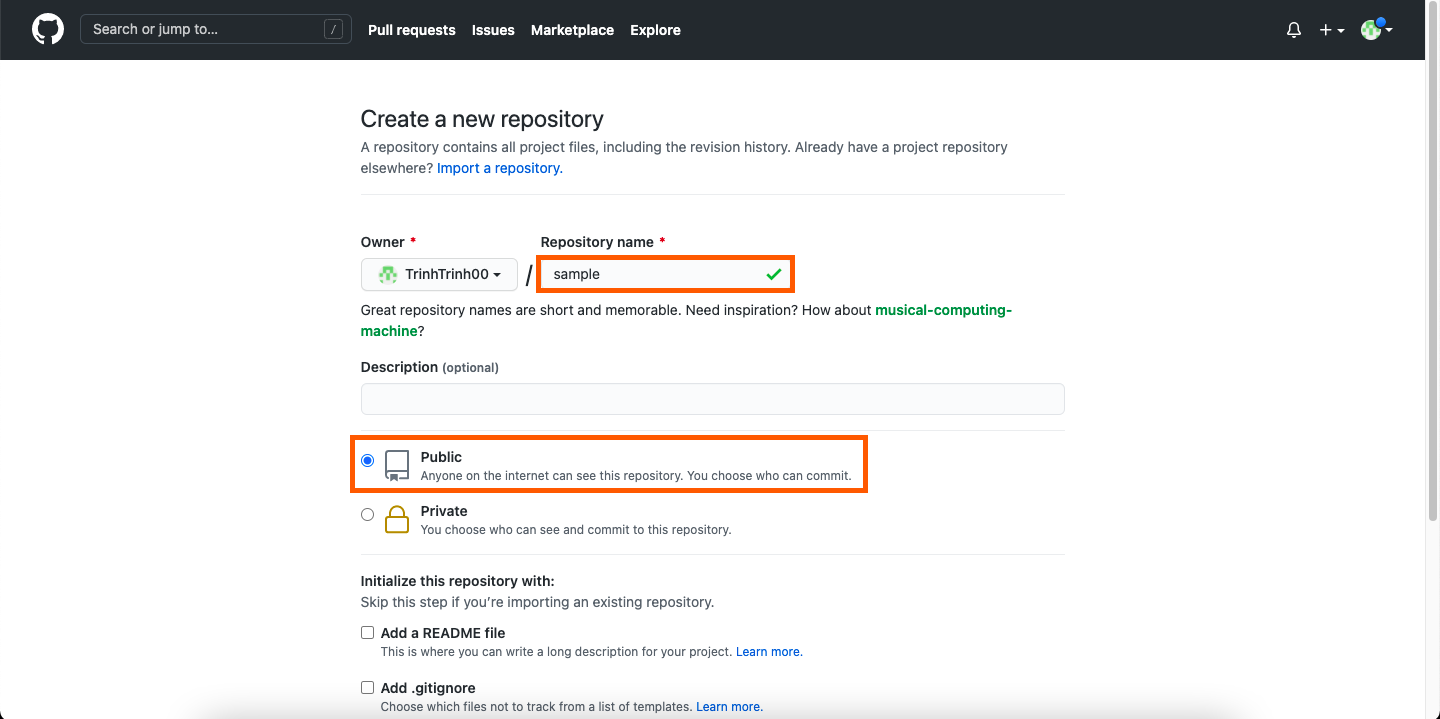 Search or jump to...
/
Pull requests
Issues
Marketplace
Explore
Create a new repository
A repository contains all project files, including the revision history. Already have a project repository
elsewhere? Import a repository.
Owner *
Repository name *
TrinhTrinh00
/
sample
Great repository names are short and memorable. Need inspiration? How about musical-computing-
machine?
Description (optional)
Public
Anyone on the internet can see this repository. You choose who can commit.
Private
You choose who can see and commit to this repository.
Initialize this repository with:
Skip this step if you’re importing an existing repository.
Add a README file
This is where you can write a long description for your project. Learn more.
Add .gitignore
Choose which files not to track from a list of templates. Learn more.